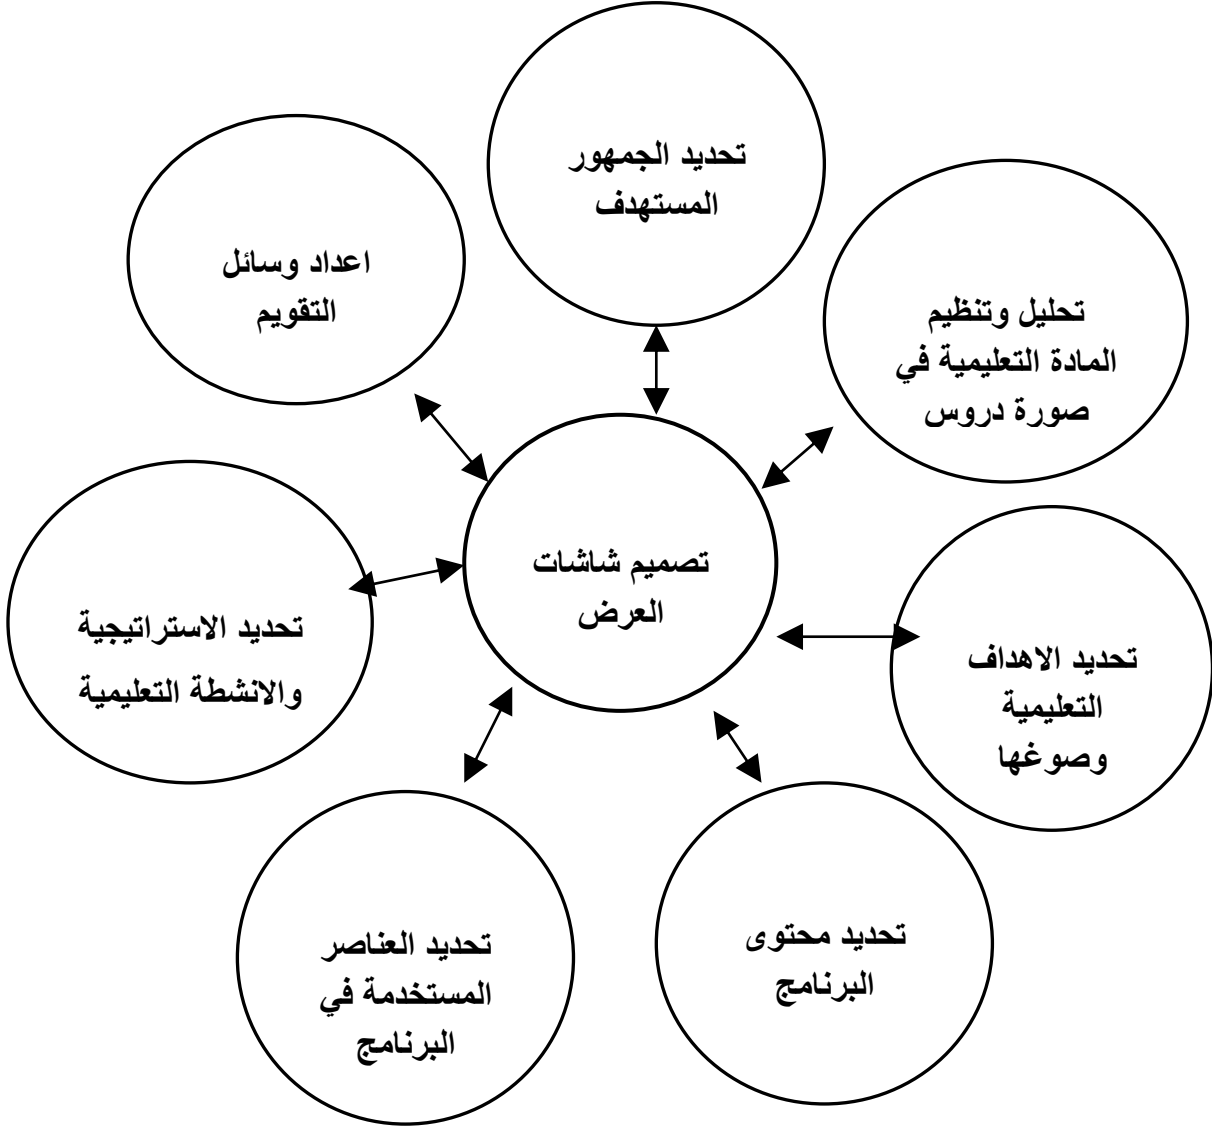 تحديد الجمهور
المستهدف
تحليل وتنظيم
المادة التعليمية في
صورة دروس
تحديد الاهداف
التعليمية
وصوغها
تحديد محتوى
البرنامج
تحديد العناصر
المستخدمة في
البرنامج
تحديد الاستراتيجية
والانشطة التعليمية
اعداد وسائل
التقويم
تصميم شاشات
العرض